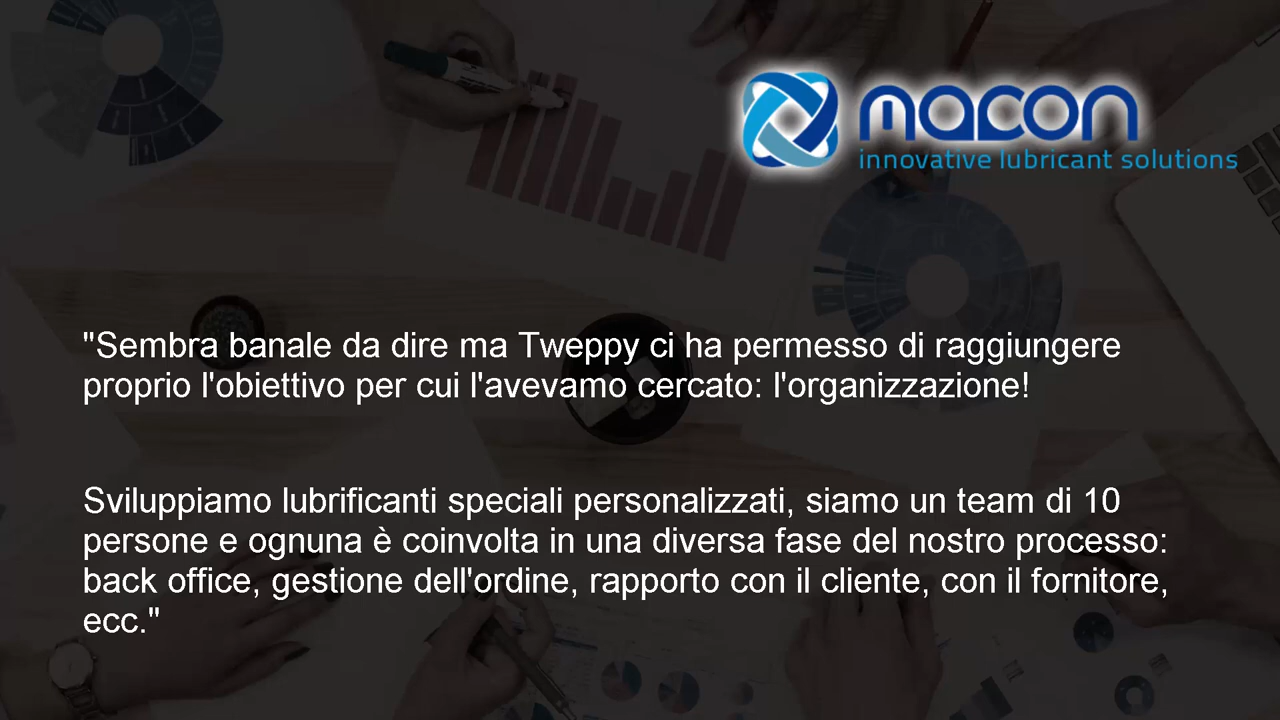 macon
innovative lubricant solutions
"Sembra banale da dire ma Tweppy ci ha permesso di raggiungere
proprio l'obiettivo per cui l'avevamo cercato: l'organizzazione!
Sviluppiamo lubrificanti speciali personalizzati, siamo un team di 10
persone e ognuna è coinvolta in una diversa fase del nostro processo:
back office, gestione dell'ordine, rapporto con il cliente, con il fornitore,
ecc."